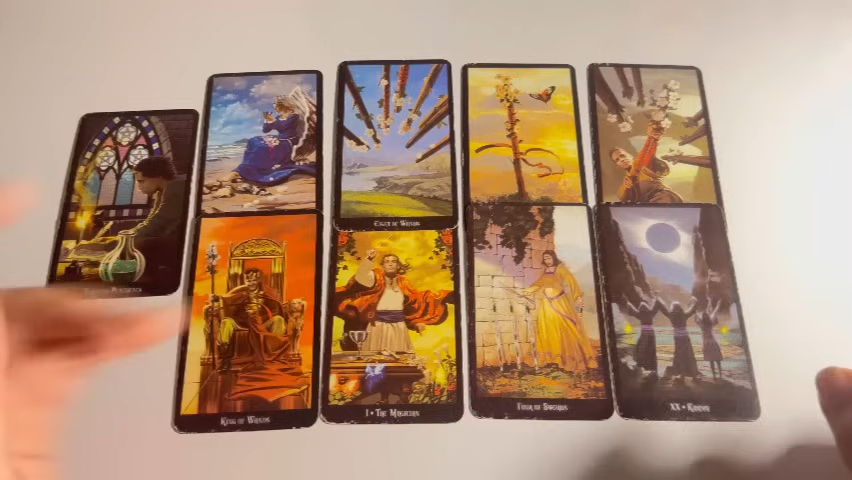 Eight of Wands
King of Wands
I • The Magician
Four of Swords
XX • Karma